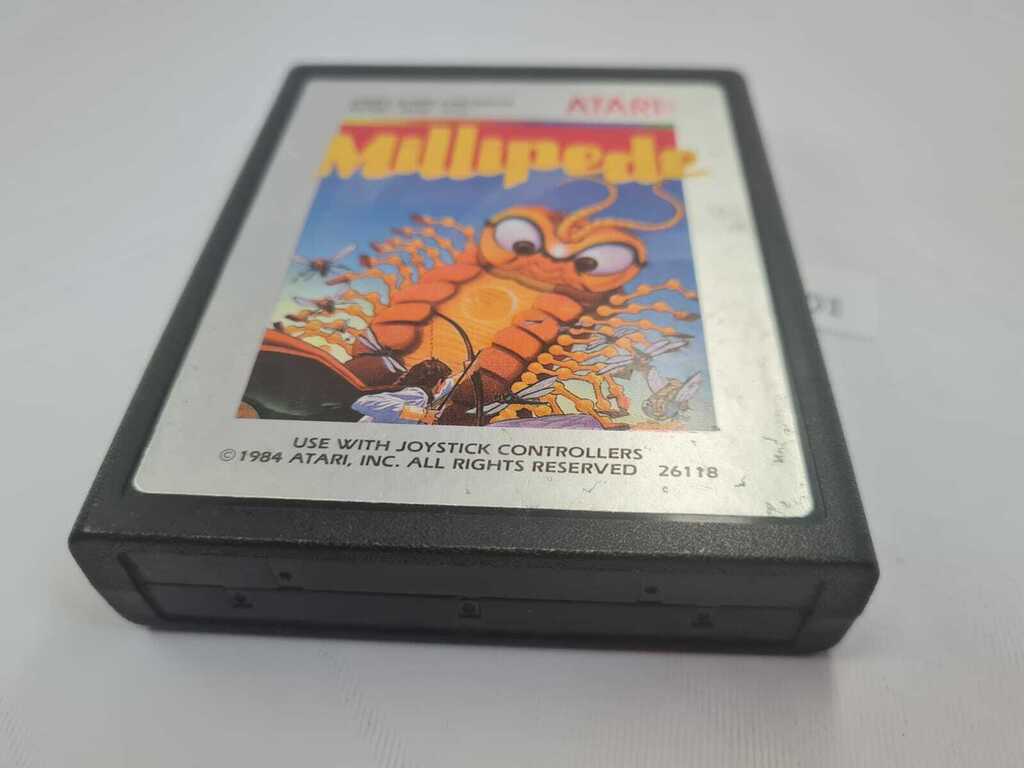 ATARI
Millipede
USE WITH JOYSTICK CONTROLLERS
©1984 ATARI, INC. ALL RIGHTS RESERVED 26118